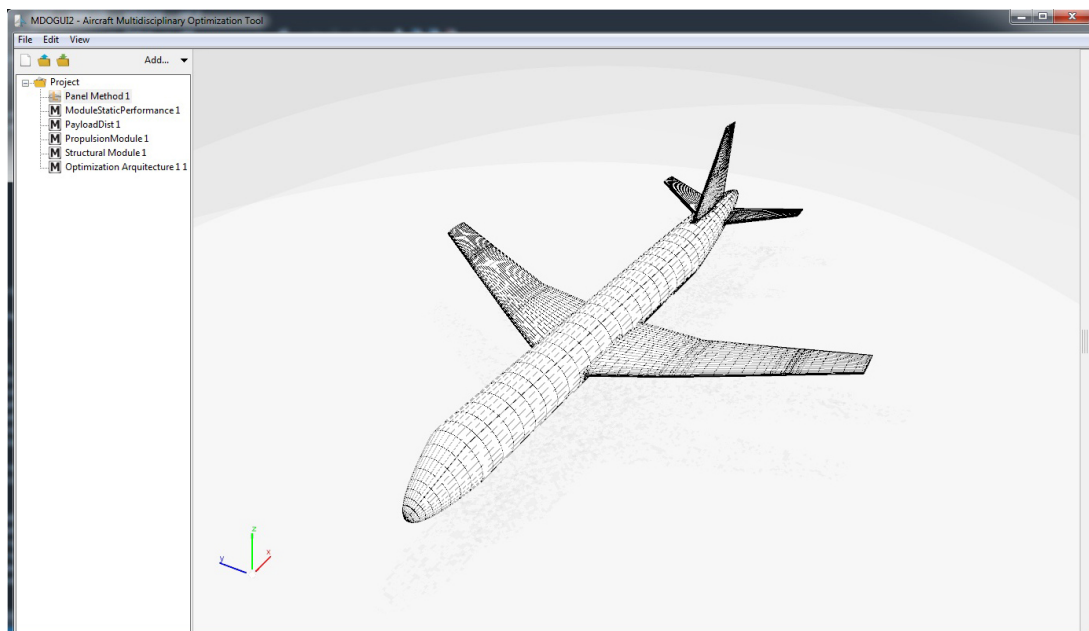 MDOGUI2 - Aircraft Multidisciplinary Optimization Tool
File Edit View
Add...
Project
Panel Method 1
ModuleStaticPerformance 1
M PayloadDist 1
M PropulsionModule 1
M Structural Module 1
M Optimization Arquitecture 1 1
z
y
x